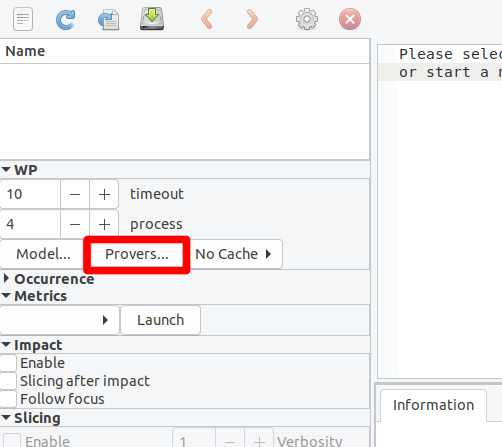 Name
Please selec
or start a n
WP
10 timeout
4 process
Model... Provers... No Cache
Occurrence
Metrics
Launch
Impact
Enable
Slicing after impact
Follow focus
Information
Slicing
Enable 1 Verbosity